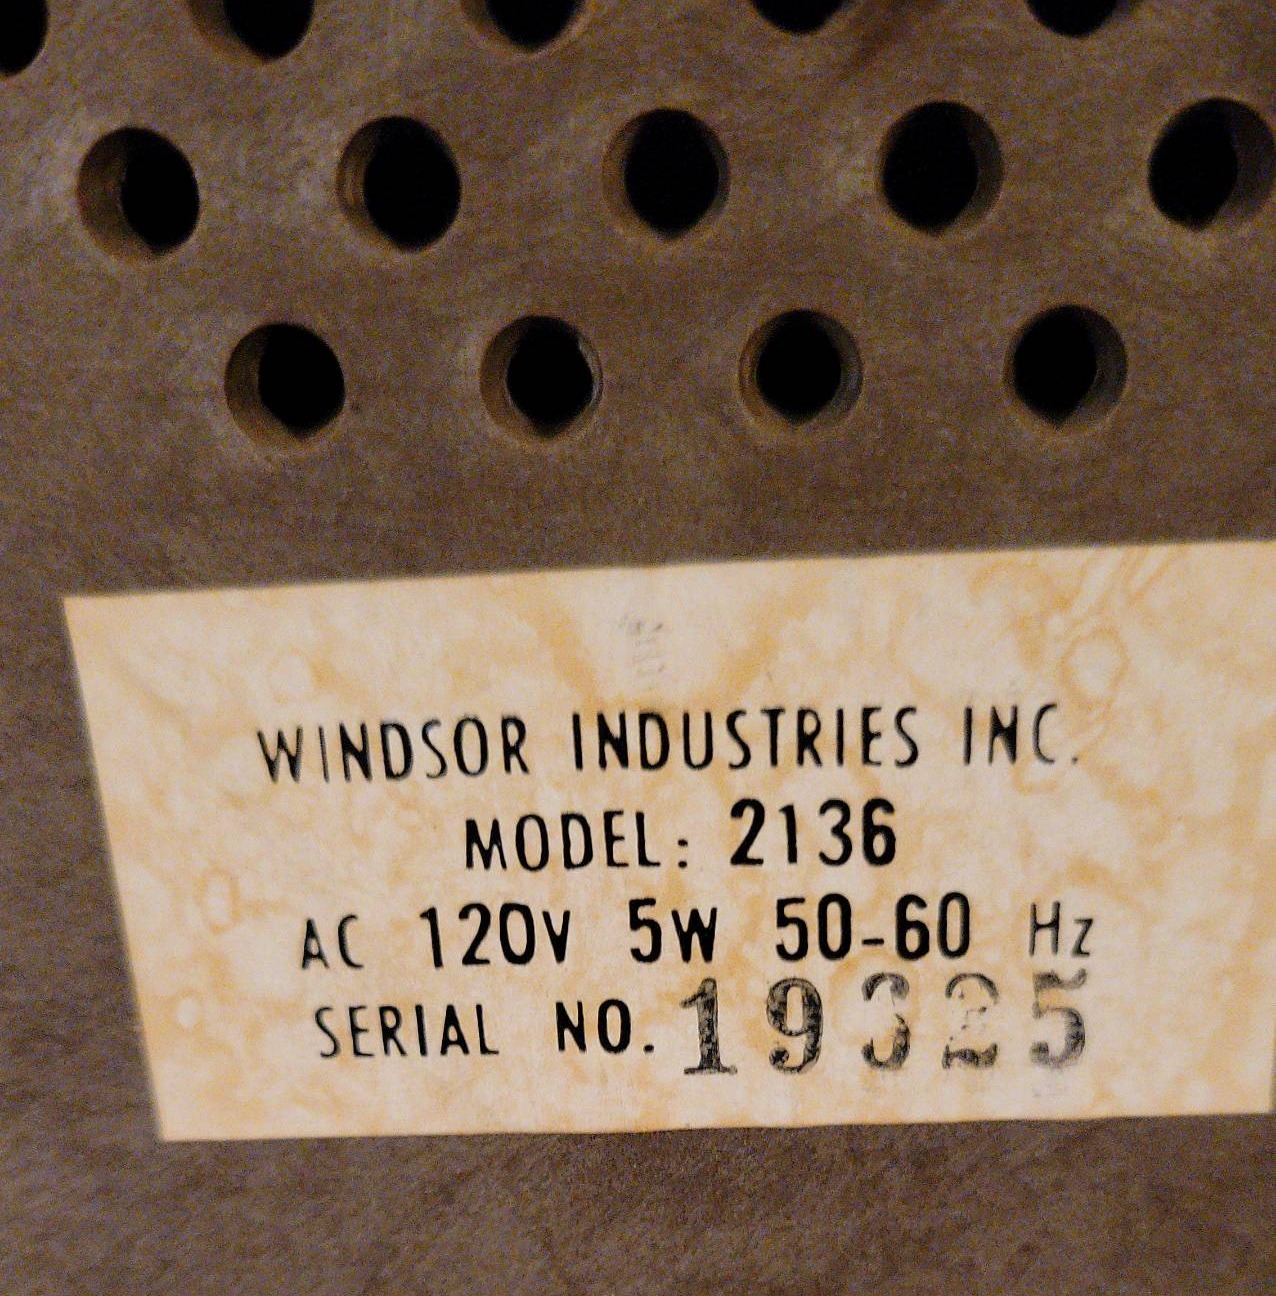 WINDSOR INDUSTRIES INC.
MODEL: 2136
AC 120V 5W 50-60 Hz
SERIAL NO. 19325